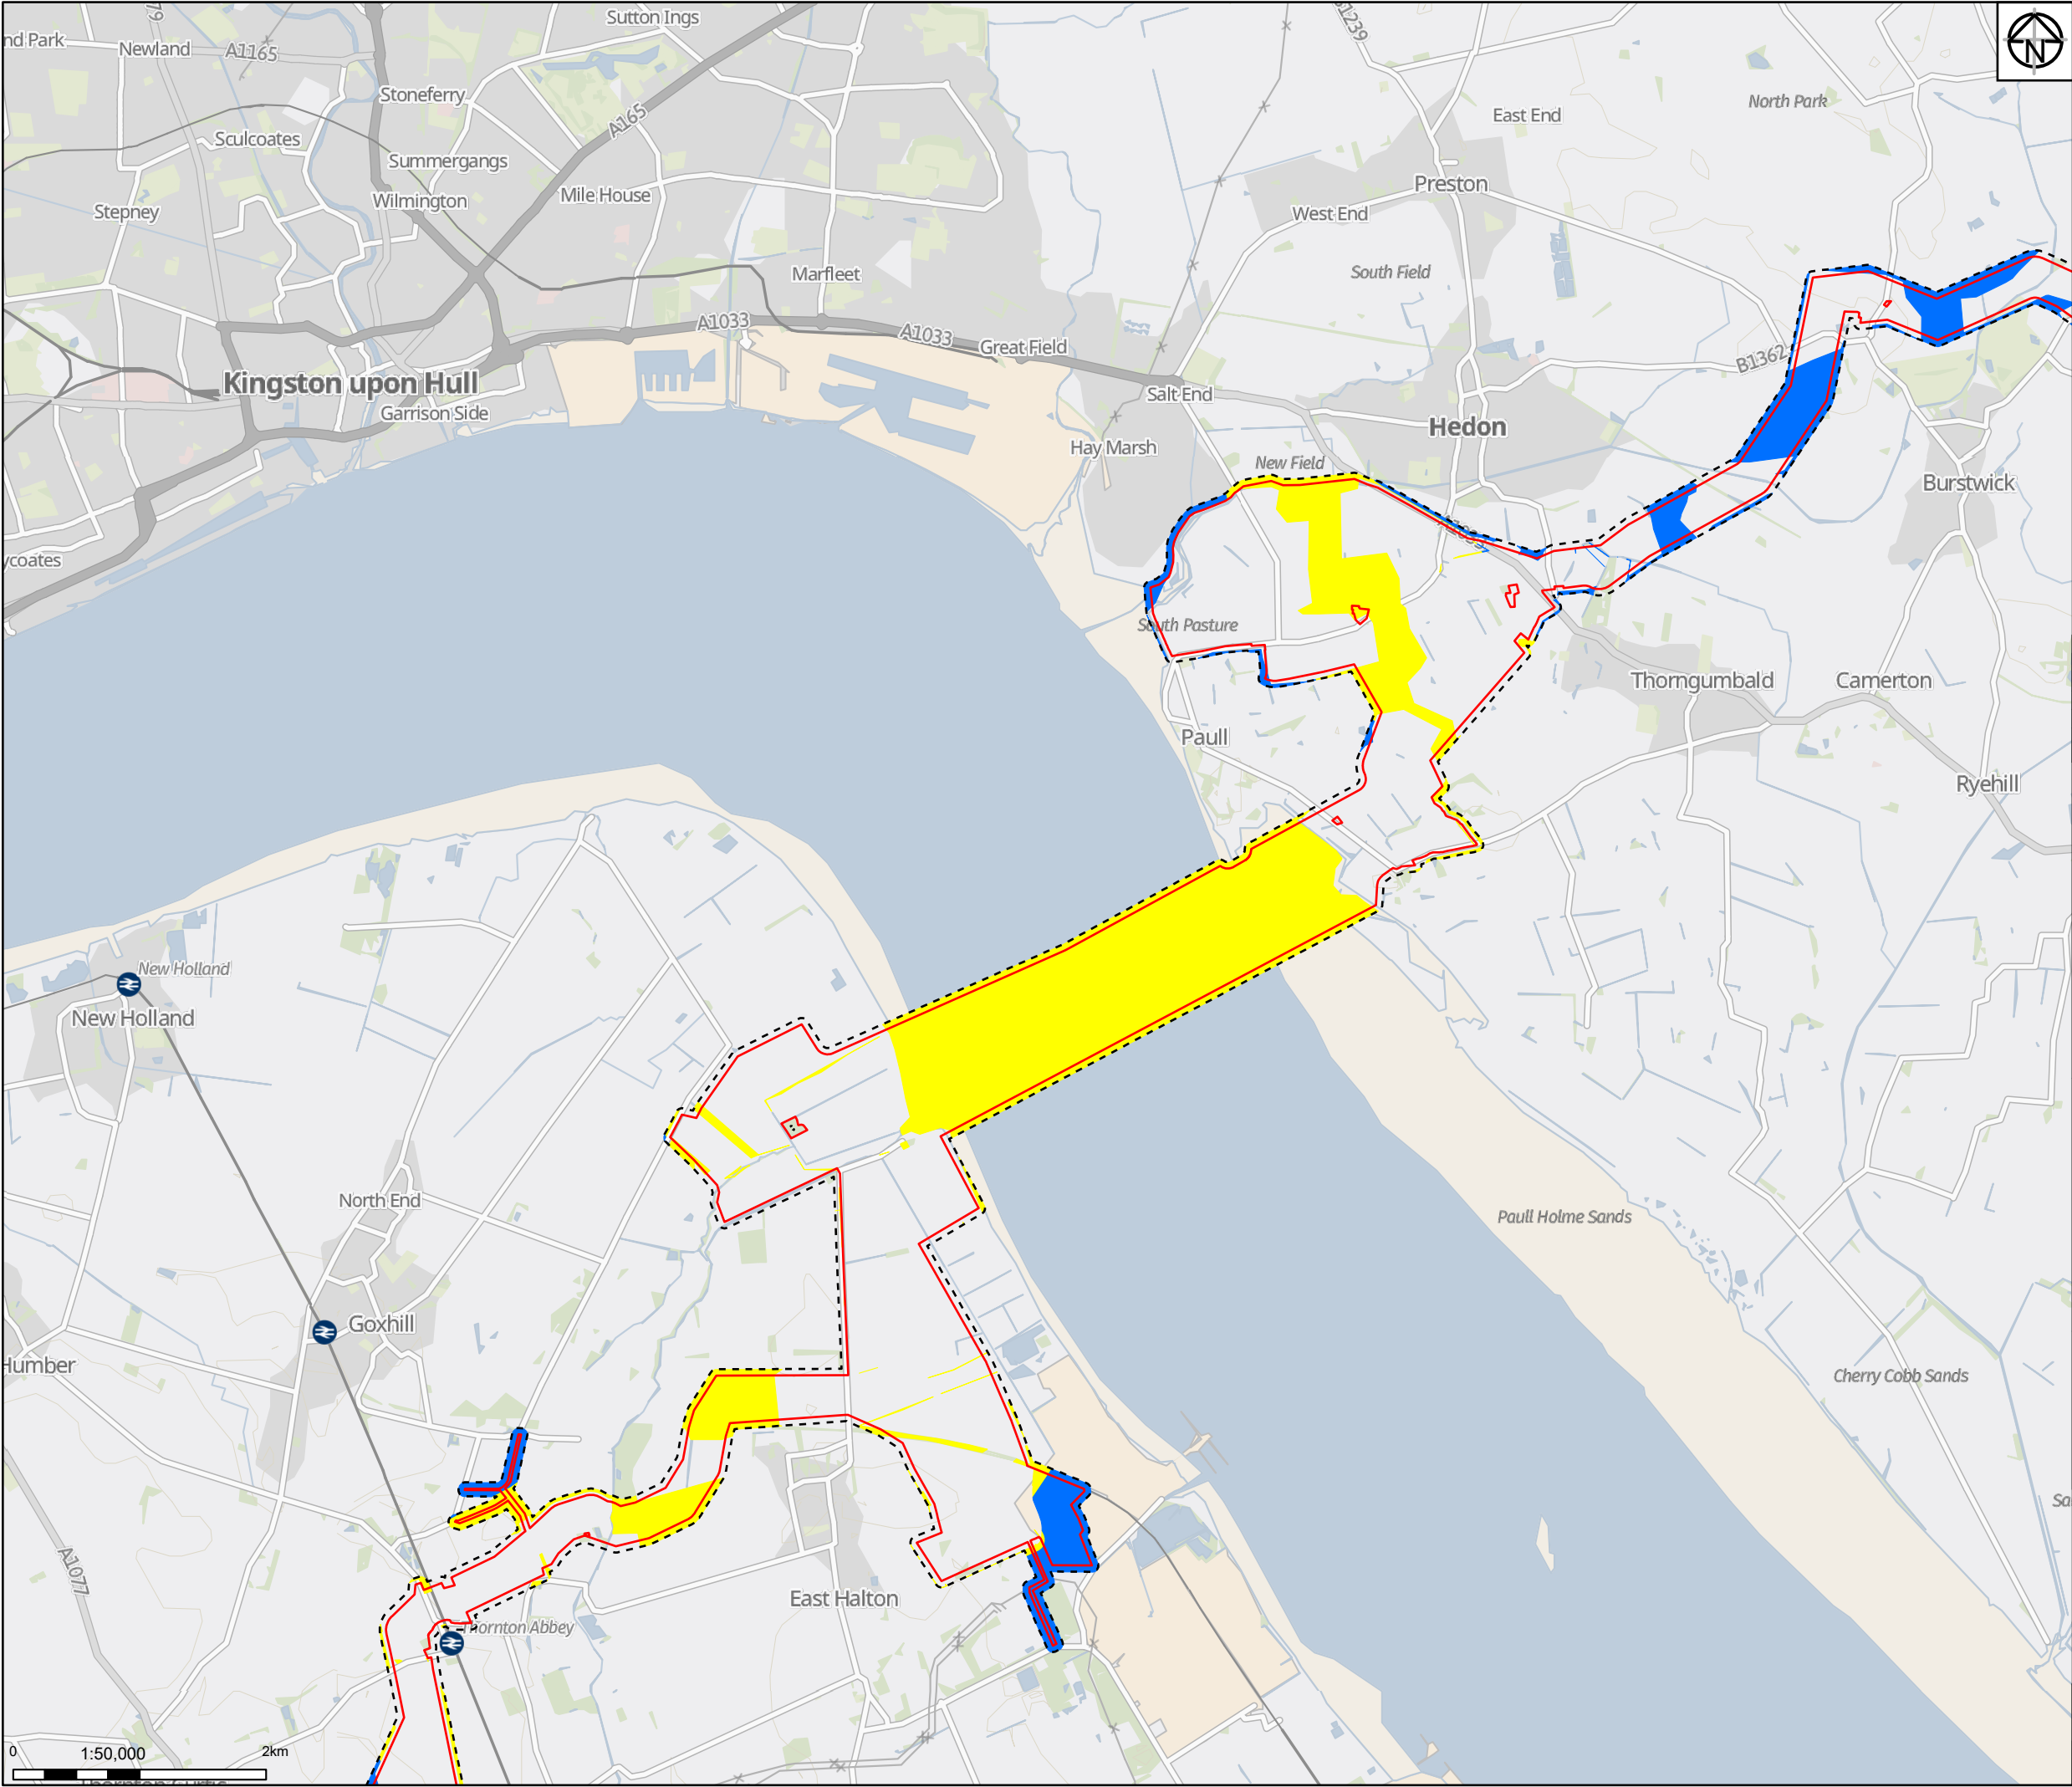 Sutton Ings
Newland
A1165
Stoneferry
A165
Sculcoates
Summergangs
Wilmington
Mile House
Stepney
Marfleet
A1033
A1033
Great Field
Kingston upon Hull
Garrison Side
Salt End
Hay Marsh
B1239
N
North Park
East End
Preston
West End
South Field
B1362
Hedon
New Field
Burstwick
South Pasture
Thorngumbald
Camerton
Paull
Ryehill
New Holland
New Holland
North End
Paull Holme Sands
Goxhill
Humber
Cherry Cobb Sands
A1077
East Halton
Thornton Abbey
0
1:50,000
2km